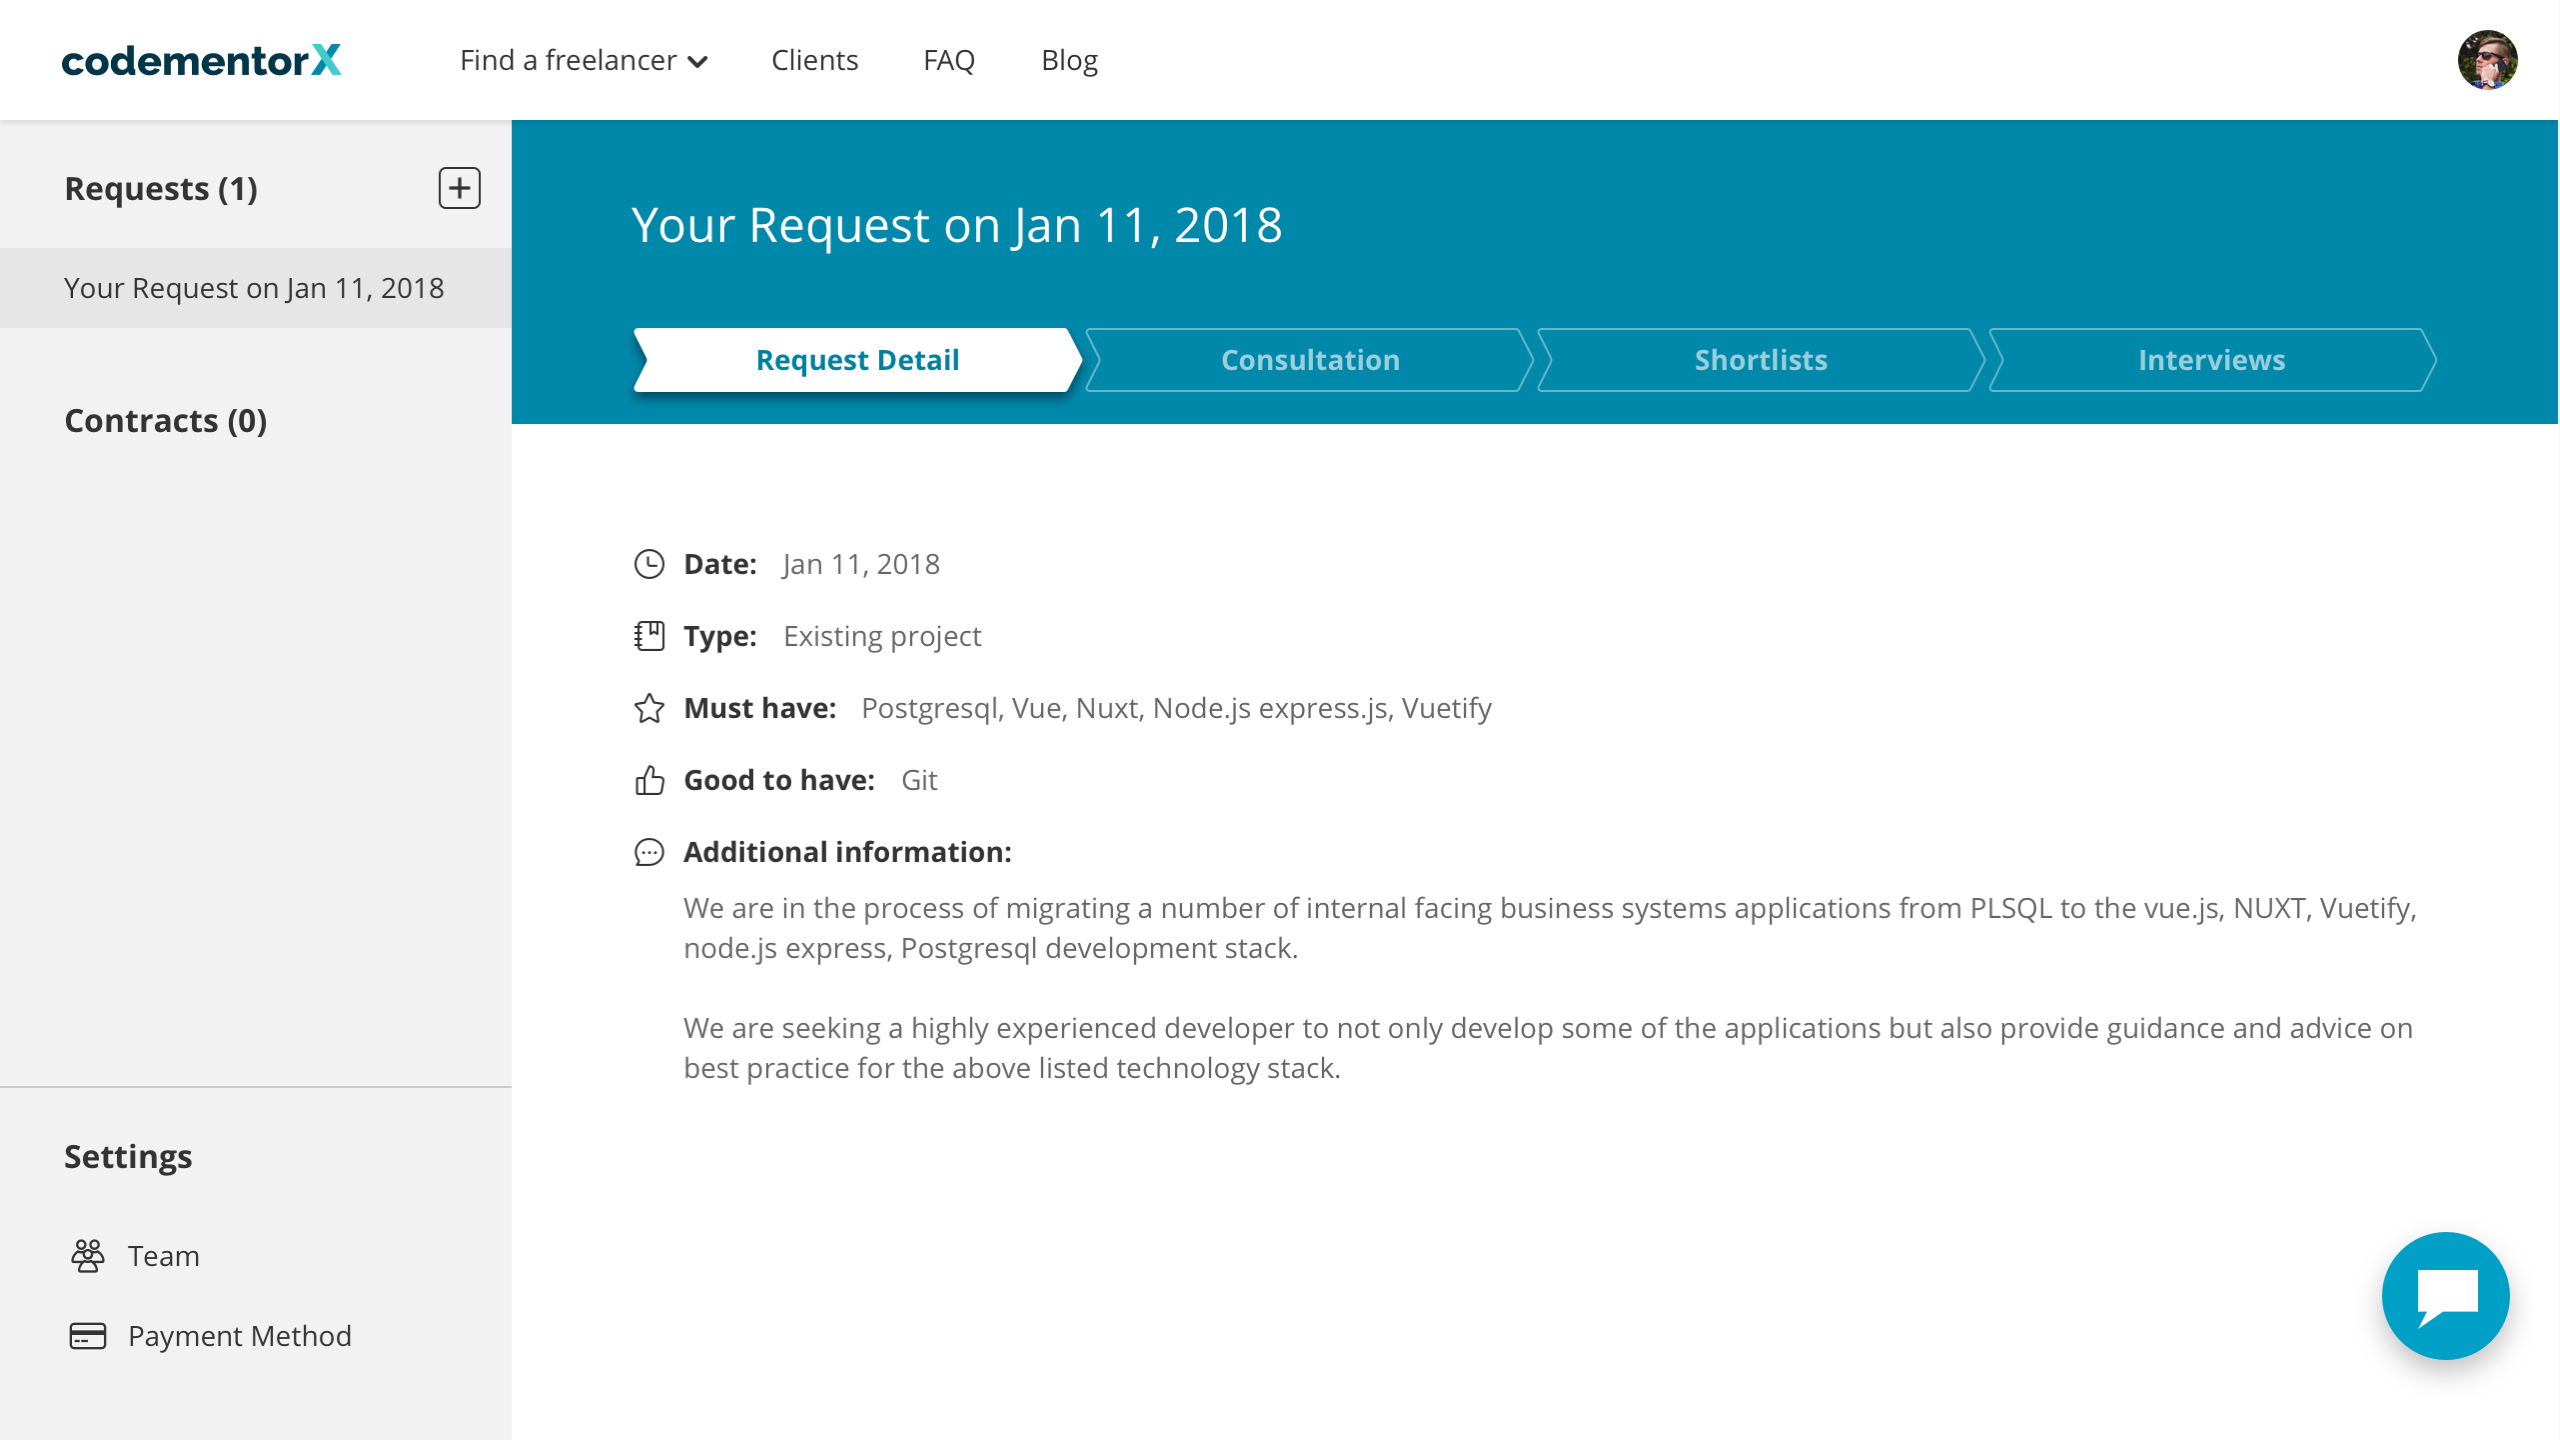 codementorX
Find a freelancer
Clients
FAQ
Blog
Requests (1)
Your Request on Jan 11, 2018
Contracts (0)
Settings
Team
Payment Method
Your Request on Jan 11, 2018
Request Detail
Consultation
Shortlists
Interviews
Date: Jan 11, 2018
Type: Existing project
Must have: Postgresql, Vue, Nuxt, Node.js express.js, Vuetify
Good to have: Git
Additional information:
We are in the process of migrating a number of internal facing business systems applications from PLSQL to the vue.js, NUXT, Vuetify,
node.js express, Postgresql development stack.
We are seeking a highly experienced developer to not only develop some of the applications but also provide guidance and advice on
best practice for the above listed technology stack.